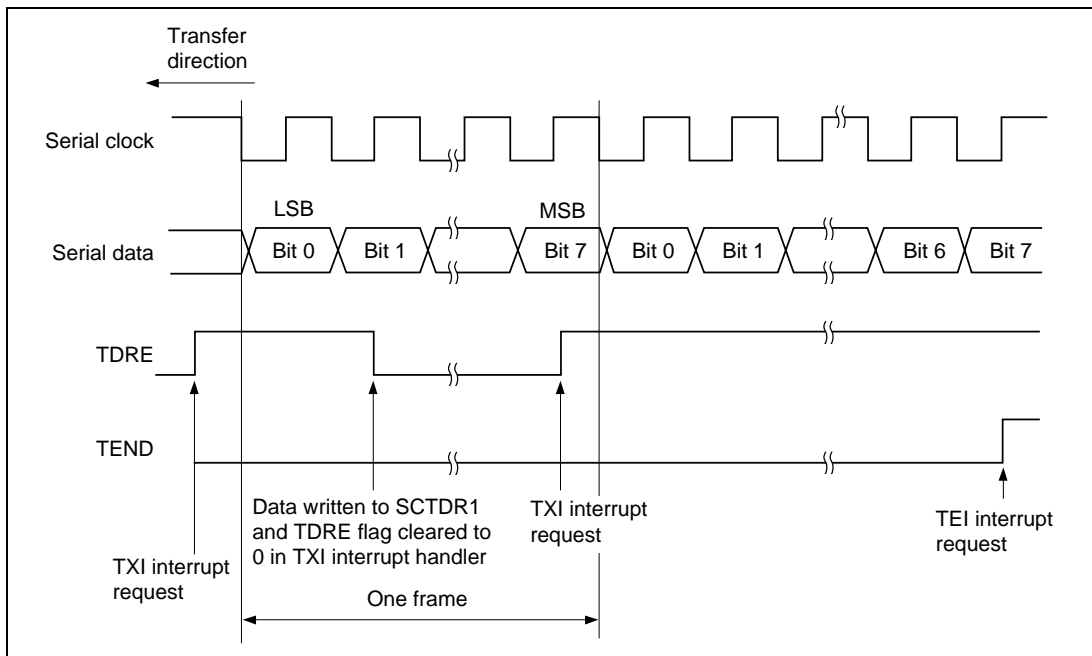 Transfer
direction
Serial clock
LSB
MSB
Serial data
Bit 0
Bit 1
Bit 7
Bit 0
Bit 1
Bit 6
Bit 7
TDRE
TEND
Data written to SCTDR1
and TDRE flag cleared to
0 in TXI interrupt handler
TXI interrupt
request
TEI interrupt
request
TXI interrupt
request
One frame